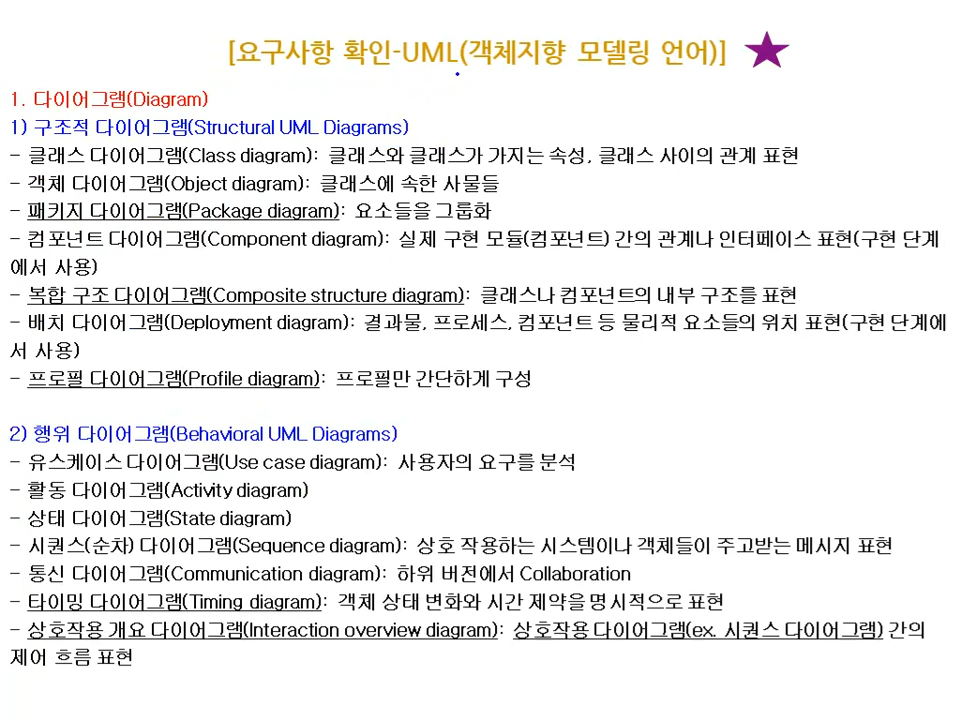 [요구사항 확인-UML(객체지향 모델링 언어)]
1. 다이어그램(Diagram)
1) 구조적 다이어그램(Structural UML Diagrams)
- 클래스 다이어그램(Class diagram): 클래스와 클래스가 가지는 속성, 클래스 사이의 관계 표현
- 객체 다이어그램(Object diagram): 클래스에 속한 사물들
- 패키지 다이어그램(Package diagram): 요소들을 그룹화
- 컴포넌트 다이어그램(Component diagram): 실제 구현 모듈(컴포넌트) 간의 관계나 인터페이스 표현(구현 단계
에서 사용)
- 복합 구조 다이어그램(Composite structure diagram): 클래스나 컴포넌트의 내부 구조를 표현
- 배치 다이어그램(Deployment diagram): 결과물, 프로세스, 컴포넌트 등 물리적 요소들의 위치 표현(구현 단계에
서 사용)
- 프로필 다이어그램(Profile diagram): 프로필만 간단하게 구성
2) 행위 다이어그램(Behavioral UML Diagrams)
- 유스케이스 다이어그램(Use case diagram): 사용자의 요구를 분석
- 활동 다이어그램(Activity diagram)
- 상태 다이어그램(State diagram)
- 시퀀스(순차) 다이어그램(Sequence diagram): 상호 작용하는 시스템이나 객체들이 주고받는 메시지 표현
- 통신 다이어그램(Communication diagram): 하위 버전에서 Collaboration
- 타이밍 다이어그램(Timing diagram): 객체 상태 변화와 시간 제약을 명시적으로 표현
- 상호작용 개요 다이어그램(Interaction overview diagram): 상호작용 다이어그램(ex. 시퀀스 다이어그램) 간의
제어 흐름 표현